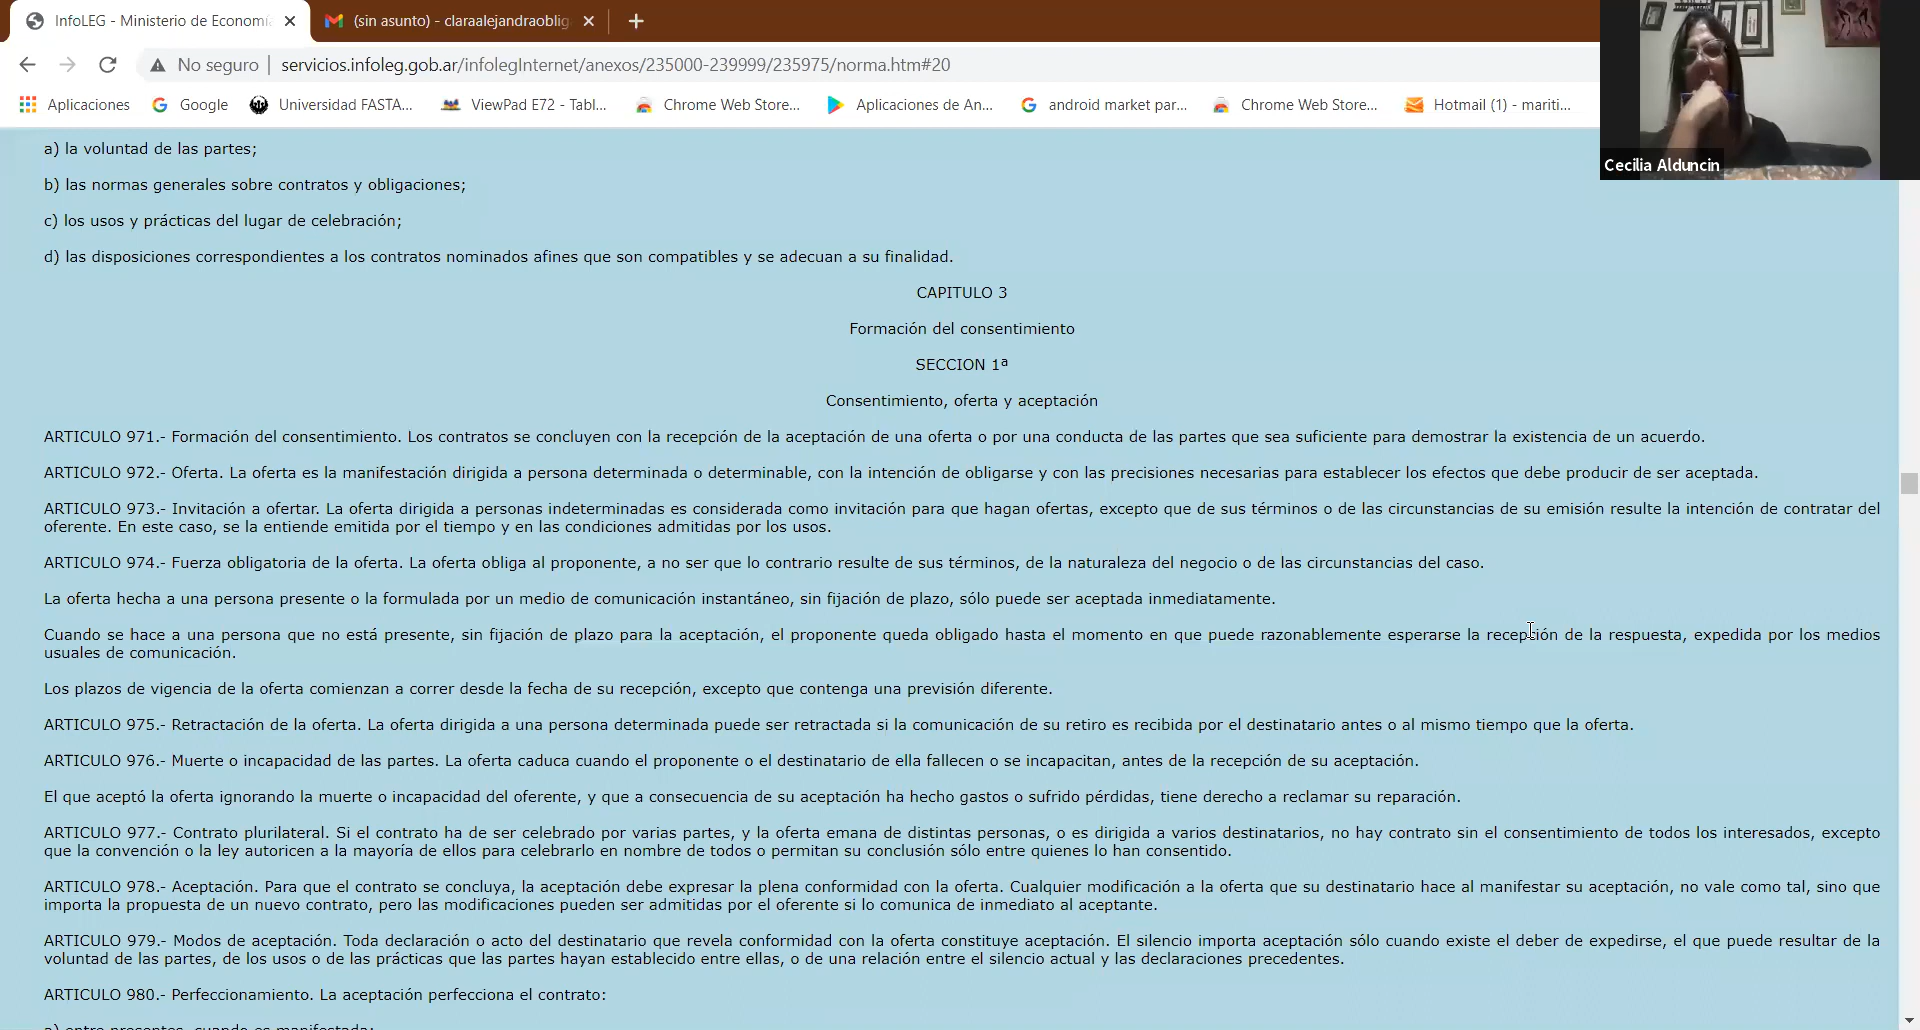 InfoLEG - Ministerio de Economí
(sin asunto) - claraalejandraoblig
No seguro
servicios.infoleg.gob.ar/infolegInternet/anexos/235000-239999/235975/norma.htm#20
Aplicaciones
Google
Universidad FASTA...
ViewPad E72 - Tabl...
Chrome Web Store...
Aplicaciones de An...
android market par...
Chrome Web Store...
Hotmail (1) - mariti...
Cecilia Alduncin
a) la voluntad de las partes;
b) las normas generales sobre contratos y obligaciones;
c) los usos y prácticas del lugar de celebración;
d) las disposiciones correspondientes a los contratos nominados afines que son compatibles y se adecuan a su finalidad.
CAPITULO 3
Formación del consentimiento
SECCION 1ª
Consentimiento, oferta y aceptación
ARTICULO 971.- Formación del consentimiento. Los contratos se concluyen con la recepción de la aceptación de una oferta o por una conducta de las partes que sea suficiente para demostrar la existencia de un acuerdo.
ARTICULO 972.- Oferta. La oferta es la manifestación dirigida a persona determinada o determinable, con la intención de obligarse y con las precisiones necesarias para establecer los efectos que debe producir de ser aceptada.
ARTICULO 973.- Invitación a ofertar. La oferta dirigida a personas indeterminadas es considerada como invitación para que hagan ofertas, excepto que de sus términos o de las circunstancias de su emisión resulte la intención de contratar del
oferente. En este caso, se la entiende emitida por el tiempo y en las condiciones admitidas por los usos.
ARTICULO 974.- Fuerza obligatoria de la oferta. La oferta obliga al proponente, a no ser que lo contrario resulte de sus términos, de la naturaleza del negocio o de las circunstancias del caso.
La oferta hecha a una persona presente o la formulada por un medio de comunicación instantáneo, sin fijación de plazo, sólo puede ser aceptada inmediatamente.
Cuando se hace a una persona que no está presente, sin fijación de plazo para la aceptación, el proponente queda obligado hasta el momento en que puede razonablemente esperarse la recepción de la respuesta, expedida por los medios
usuales de comunicación.
Los plazos de vigencia de la oferta comienzan a correr desde la fecha de su recepción, excepto que contenga una previsión diferente.
ARTICULO 975.- Retractación de la oferta. La oferta dirigida a una persona determinada puede ser retractada si la comunicación de su retiro es recibida por el destinatario antes o al mismo tiempo que la oferta.
ARTICULO 976.- Muerte o incapacidad de las partes. La oferta caduca cuando el proponente o el destinatario de ella fallecen o se incapacitan, antes de la recepción de su aceptación.
El que aceptó la oferta ignorando la muerte o incapacidad del oferente, y que a consecuencia de su aceptación ha hecho gastos o sufrido pérdidas, tiene derecho a reclamar su reparación.
ARTICULO 977.- Contrato plurilateral. Si el contrato ha de ser celebrado por varias partes, y la oferta emana de distintas personas, o es dirigida a varios destinatarios, no hay contrato sin el consentimiento de todos los interesados, excepto
que la convención o la ley autoricen a la mayoría de ellos para celebrarlo en nombre de todos o permitan su conclusión sólo entre quienes lo han consentido.
ARTICULO 978.- Aceptación. Para que el contrato se concluya, la aceptación debe expresar la plena conformidad con la oferta. Cualquier modificación a la oferta que su destinatario hace al manifestar su aceptación, no vale como tal, sino que
importa la propuesta de un nuevo contrato, pero las modificaciones pueden ser admitidas por el oferente si lo comunica de inmediato al aceptante.
ARTICULO 979.- Modos de aceptación. Toda declaración o acto del destinatario que revela conformidad con la oferta constituye aceptación. El silencio importa aceptación sólo cuando existe el deber de expedirse, el que puede resultar de la
voluntad de las partes, de los usos o de las prácticas que las partes hayan establecido entre ellas, o de una relación entre el silencio actual y las declaraciones precedentes.
ARTICULO 980.- Perfeccionamiento. La aceptación perfecciona el contrato:
a) entre presentes, cuando es manifestada;